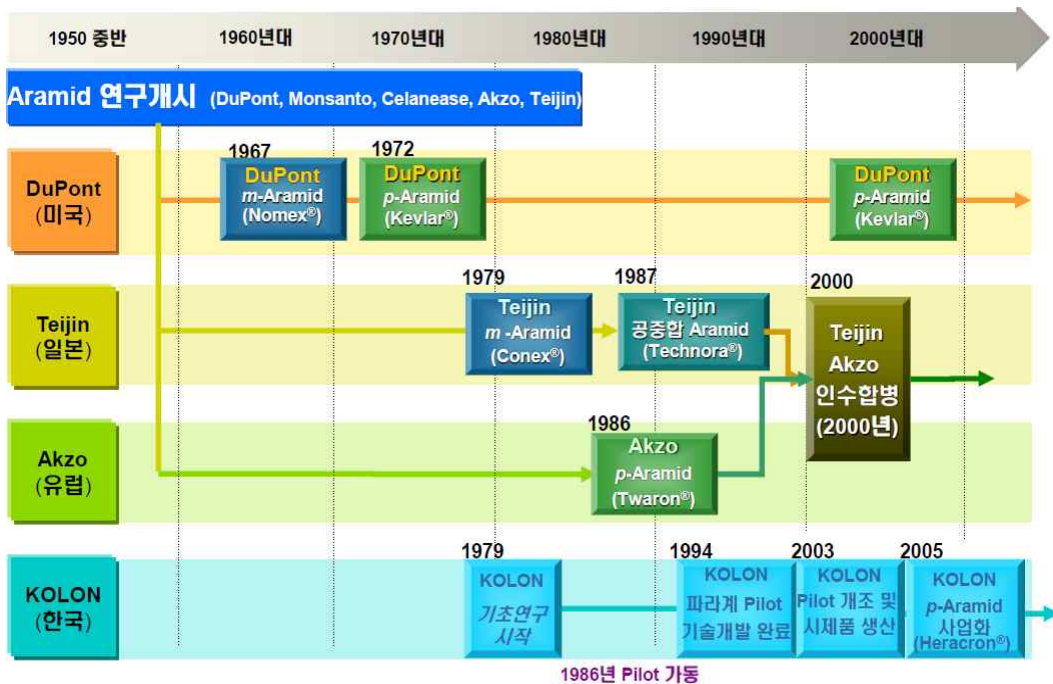 1950 중반 1960년대 1970년대 1980년대 1990년대 2000년대
Aramid 연구개시 (DuPont, Monsanto, Celanease, Akzo, Teijin)
DuPont
(미국)
1967
DuPont
m-Aramid
(Nomex®)
1972
DuPont
p-Aramid
(Kevlar®)
DuPont
p-Aramid
(Kevlar®)
Teijin
(일본)
1979
Teijin
m -Aramid
(Conex®)
1987
Teijin
공중합 Aramid
(Technora®)
2000
Teijin
Akzo
인수합병
(2000년)
Akzo
(유럽)
1986
Akzo
p-Aramid
(Twaron®)
KOLON
(한국)
1979
KOLON
기초연구
시작
1994
KOLON
파라계 Pilot
기술개발 완료
2003
KOLON
Pilot 개조 및
시제품 생산
2005
KOLON
p-Aramid
사업화
(Heracron®)
1986년 Pilot 가동